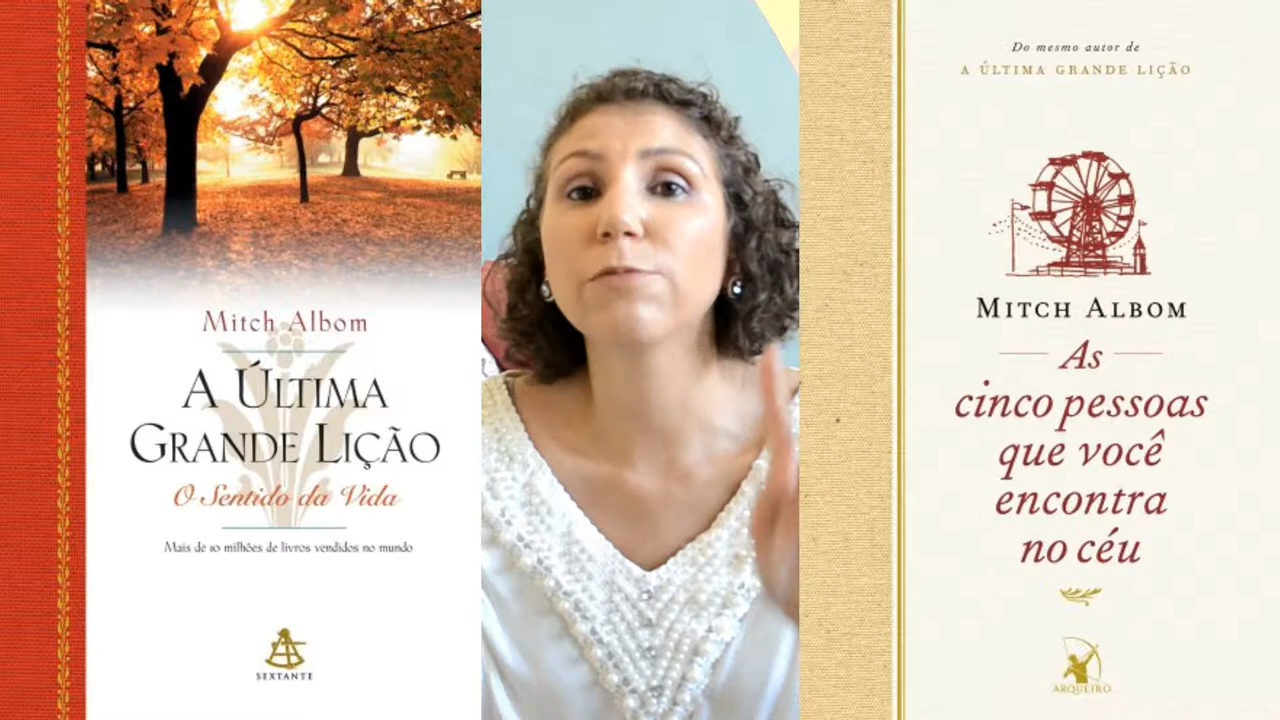 Mitch Albom
A Última
Grande Lição
O Sentido da Vida
Mais de 10 milhões de livros vendidos no mundo
SEXTANTE
Do mesmo autor de
A ÚLTIMA GRANDE LIÇÃO
Mitch Albom
As
cinco pessoas
que você
encontra
no céu
ARQUEIRO